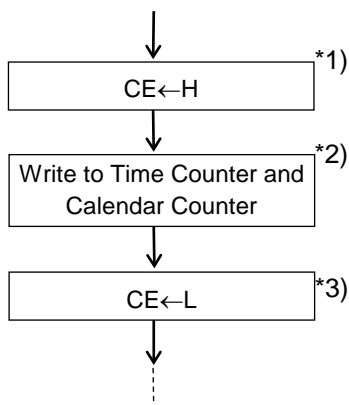 *1)
CE←H
*2)
Write to Time Counter and
Calendar Counter
*3)
CE←L